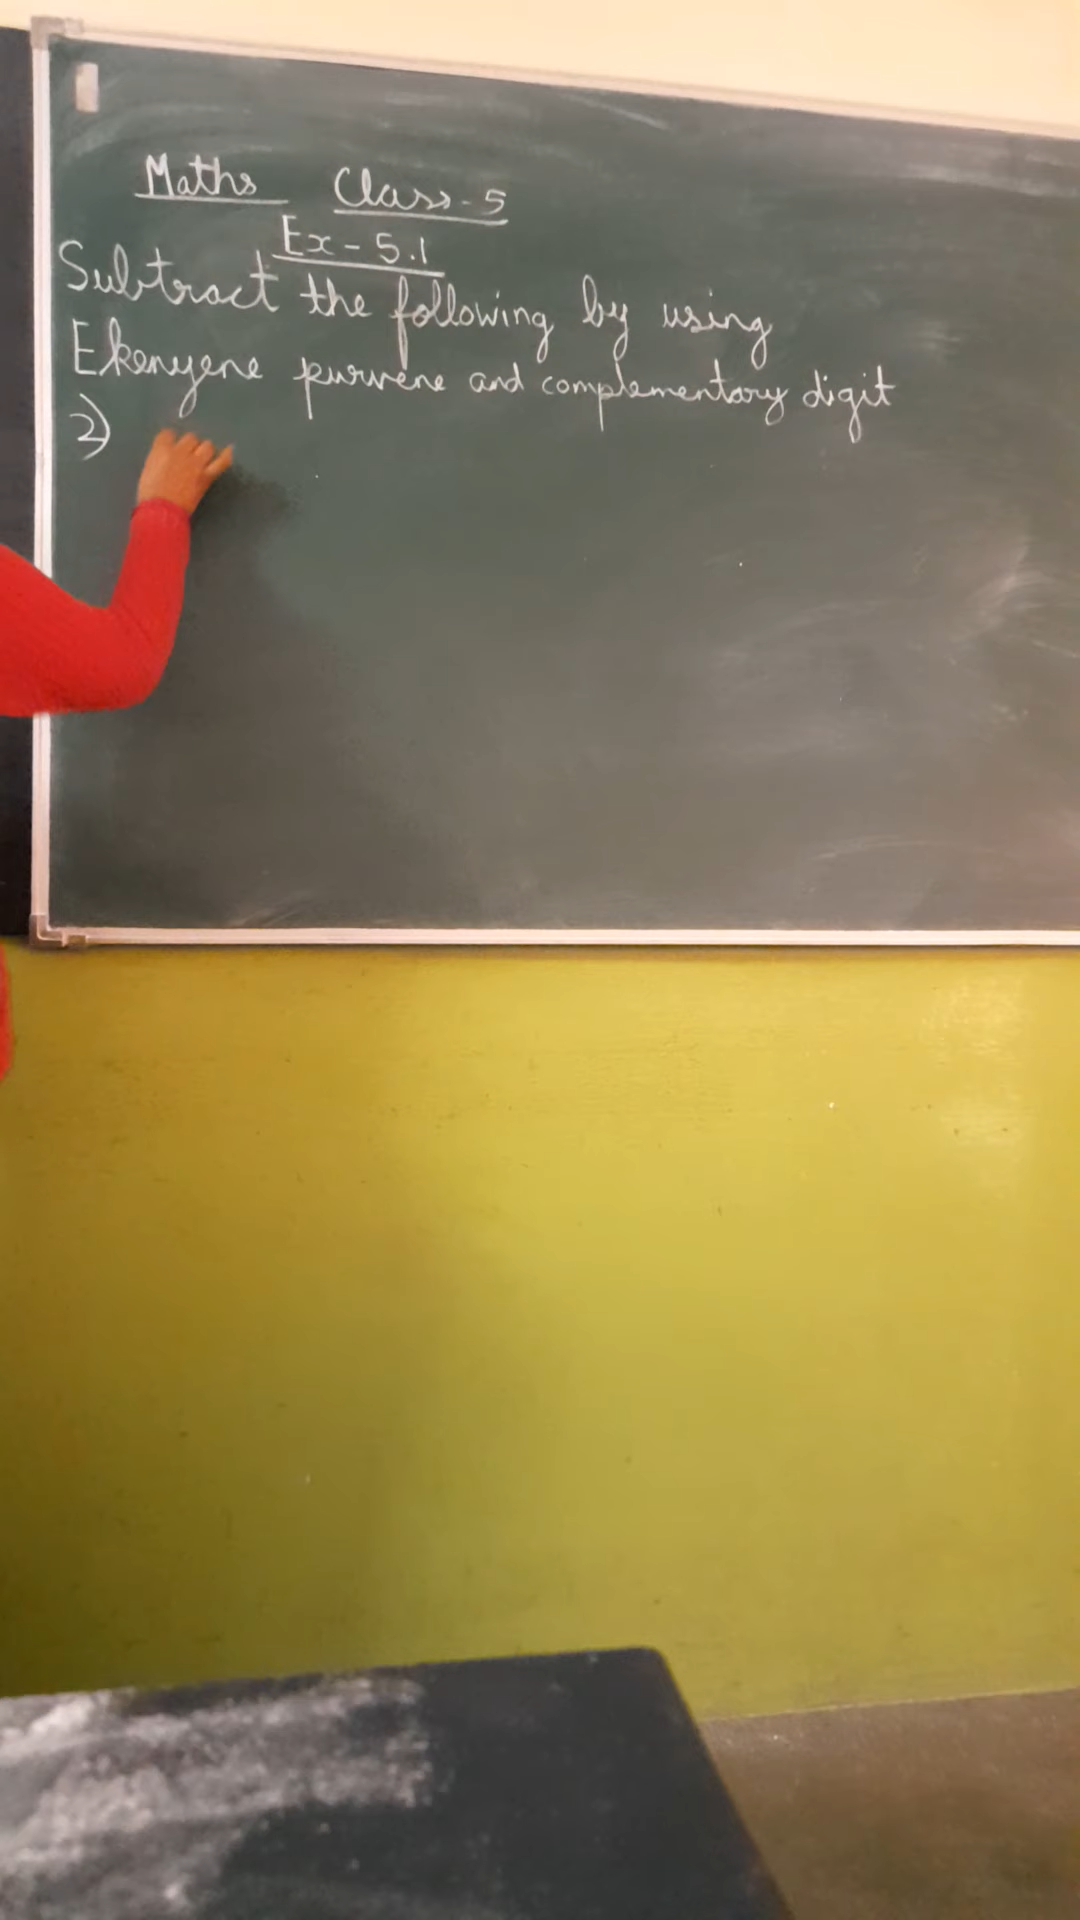 Maths Class-5
Ex-5.1
Subtract the following by using
Ekenyene purvene and complementary digit
2)